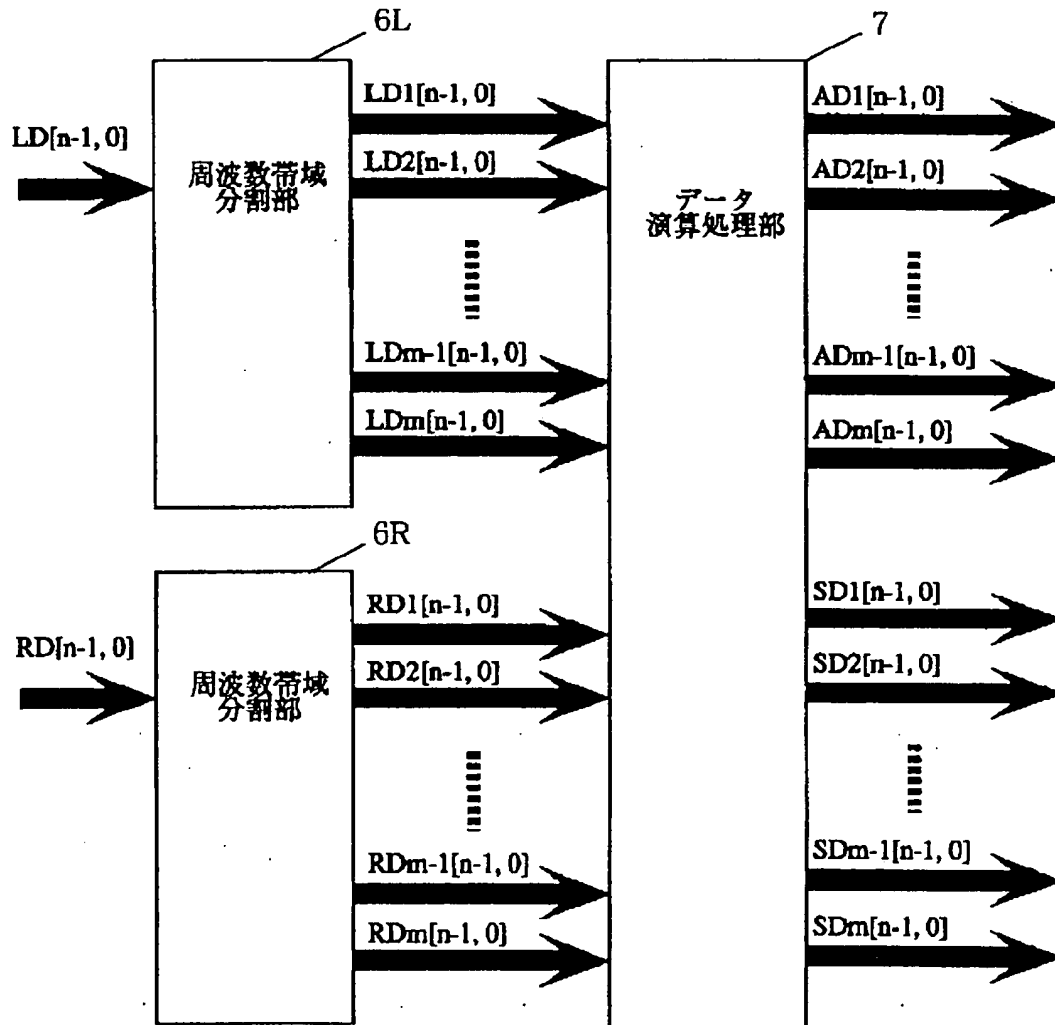 6L
7
LD[n-1, 0]
周波数帯域
分割部
LD1[n-1, 0]
LD2[n-1, 0]
LDm-1[n-1, 0]
LDm[n-1, 0]
データ
演算処理部
AD1[n-1, 0]
AD2[n-1, 0]
ADm-1[n-1, 0]
ADm[n-1, 0]
6R
RD[n-1, 0]
周波数帯域
分割部
RD1[n-1, 0]
RD2[n-1, 0]
RDm-1[n-1, 0]
RDm[n-1, 0]
SD1[n-1, 0]
SD2[n-1, 0]
SDm-1[n-1, 0]
SDm[n-1, 0]